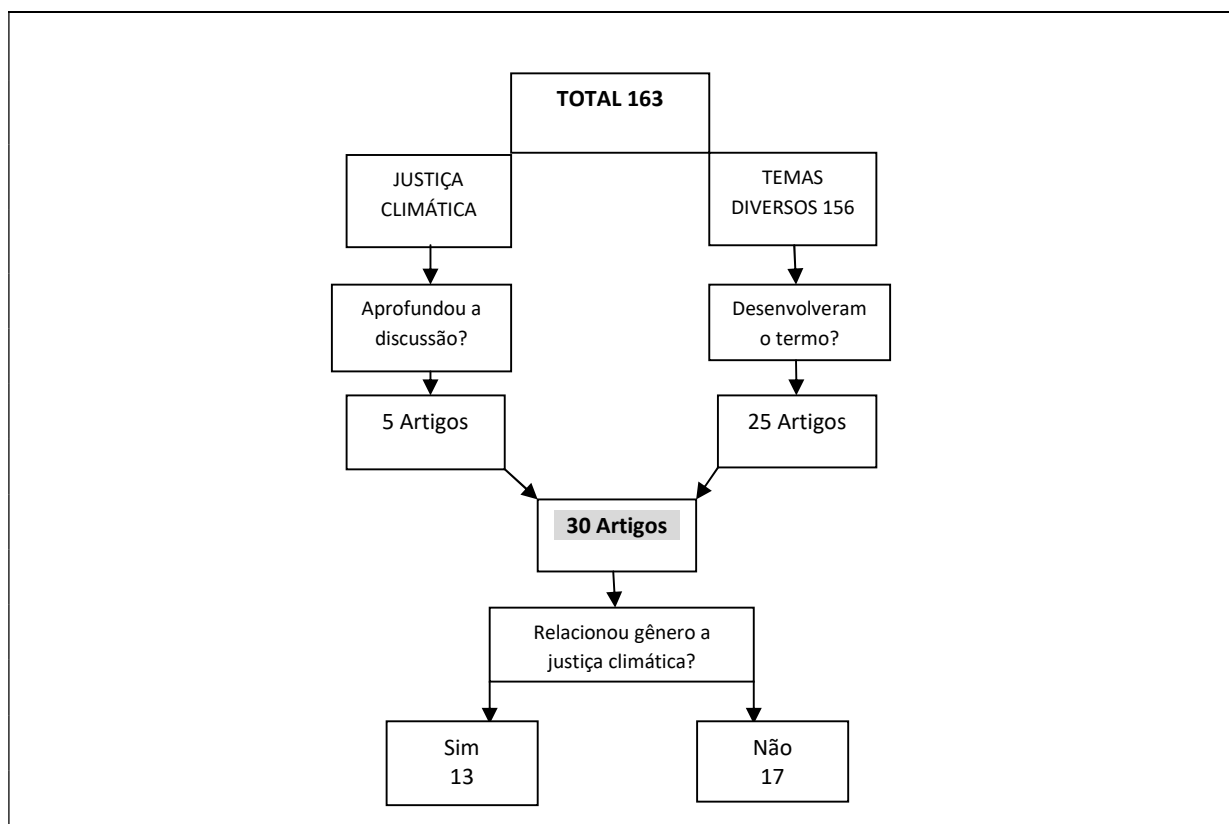 TOTAL 163
JUSTIÇA
CLIMÁTICA
TEMAS
DIVERSOS 156
Aprofundou a
discussão?
Desenvolveram
o termo?
5 Artigos
25 Artigos
30 Artigos
Relacionou gênero a
justiça climática?
Sim
13
Não
17